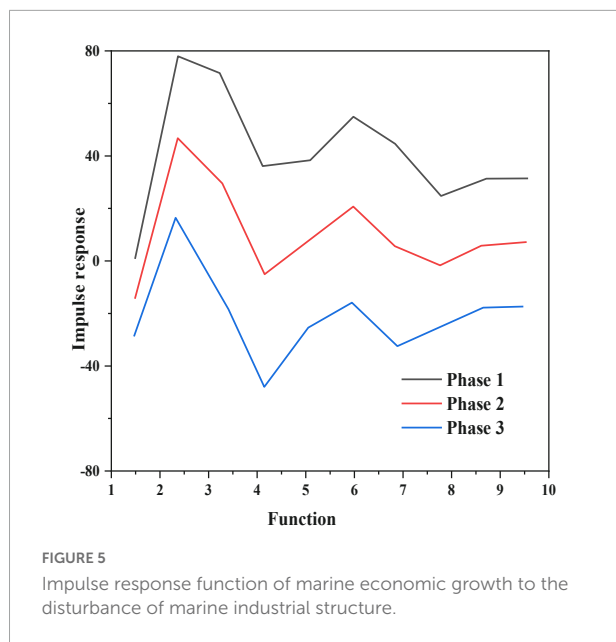 80
40
0
-40
-80
Impulse response
Phase 1
Phase 2
Phase 3
1 2 3 4 5 6 7 8 9 10
Function
FIGURE 5
Impulse response function of marine economic growth to the
disturbance of marine industrial structure.